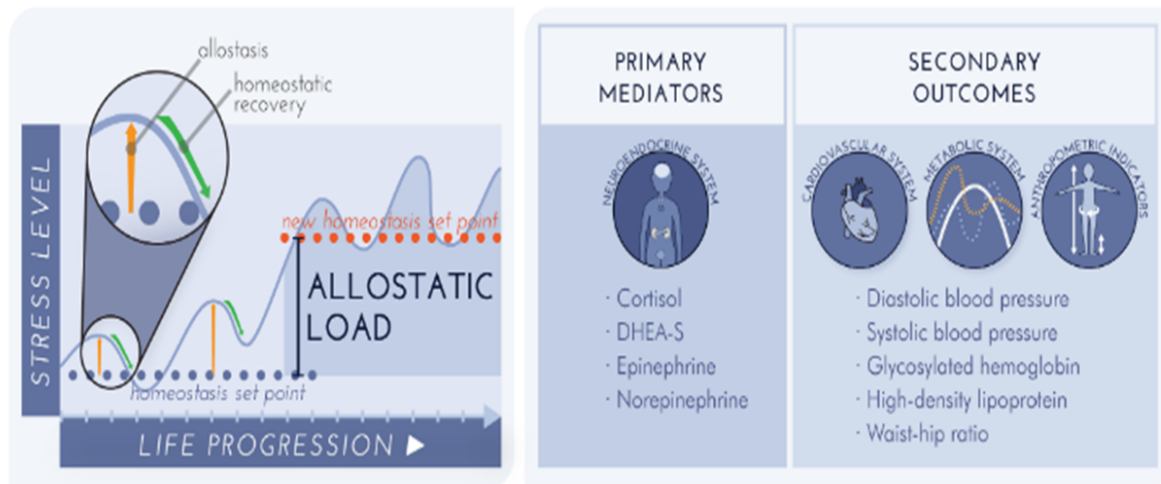 allostasis
homeostatic
recovery
STRESS LEVEL
new homeostasis set point
ALLOSTATIC
LOAD
homeostasis set point
LIFE PROGRESSION
PRIMARY
MEDIATORS
NEUROENDOCRINE SYSTEM
· Cortisol
· DHEA-S
· Epinephrine
· Norepinephrine
SECONDARY
OUTCOMES
CARDIOVASCULAR SYSTEM
METABOLIC SYSTEM
ANTHROPOMETRIC INDICATORS
· Diastolic blood pressure
· Systolic blood pressure
· Glycosylated hemoglobin
· High-density lipoprotein
· Waist-hip ratio